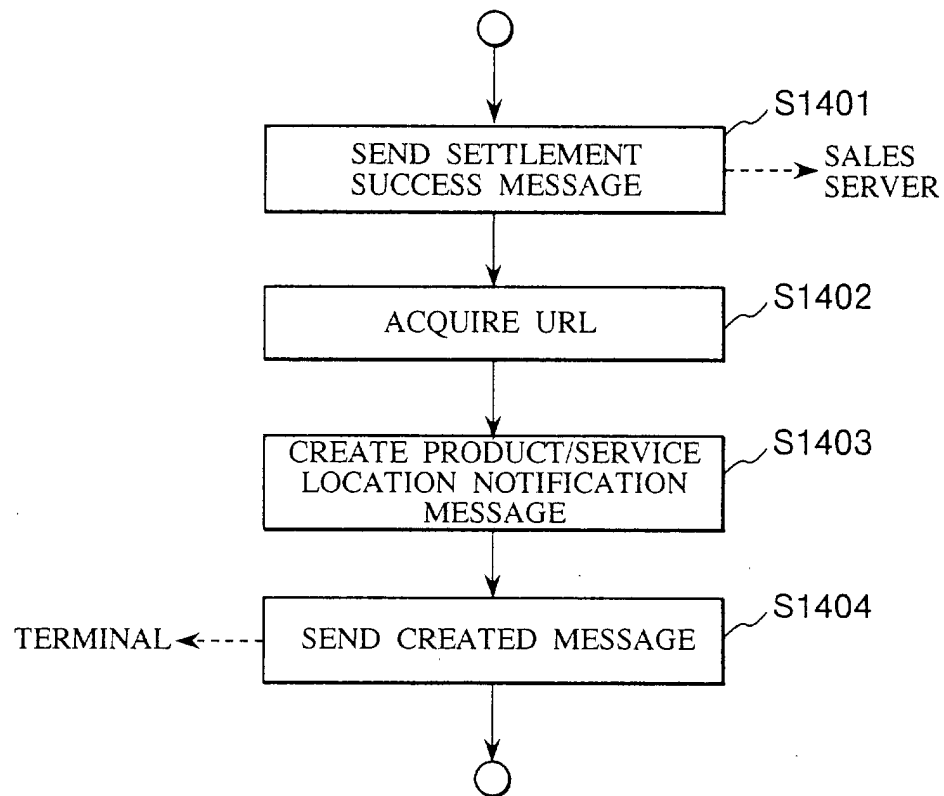 S1401
SEND SETTLEMENT
SUCCESS MESSAGE
SALES
SERVER
S1402
ACQUIRE URL
S1403
CREATE PRODUCT/SERVICE
LOCATION NOTIFICATION
MESSAGE
S1404
TERMINAL
SEND CREATED MESSAGE